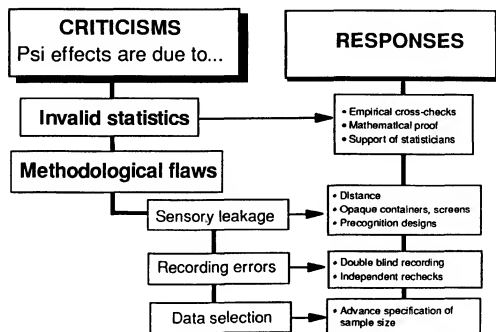 CRITICISMS
Psi effects are due to...
RESPONSES
Invalid statistics
• Empirical cross-checks
• Mathematical proof
• Support of statisticians
Methodological flaws
Sensory leakage
• Distance
• Opaque containers, screens
• Precognition designs
Recording errors
• Double blind recording
• Independent rechecks
Data selection
• Advance specification of
sample size